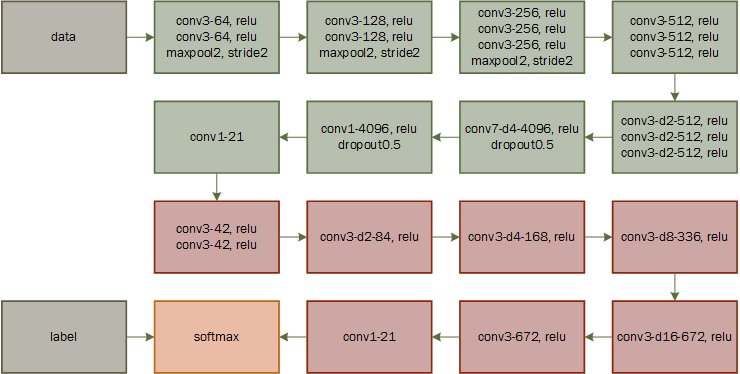 data
conv3-64, relu
conv3-64, relu
maxpool2, stride2
conv3-128, relu
conv3-128, relu
maxpool2, stride2
conv3-256, relu
conv3-256, relu
conv3-256, relu
maxpool2, stride2
conv3-512, relu
conv3-512, relu
conv3-512, relu
conv3-d2-512, relu
conv3-d2-512, relu
conv3-d2-512, relu
conv7-d4-4096, relu
dropout0.5
conv1-4096, relu
dropout0.5
conv1-21
conv3-42, relu
conv3-42, relu
conv3-d2-84, relu
conv3-d4-168, relu
conv3-d8-336, relu
conv3-d16-672, relu
conv3-672, relu
conv1-21
softmax
label